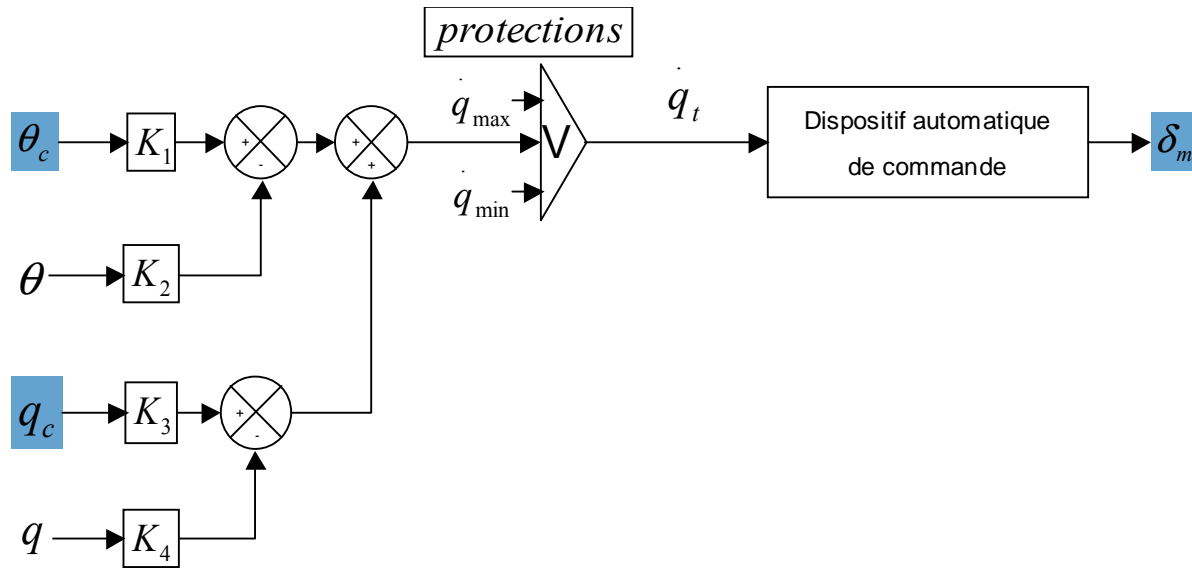 protections
q̇max
q̇t
θc
K1
+
-
+
+
V
Dispositif automatique
de commande
δm
q̇min
θ
K2
qc
K3
+
-
q
K4